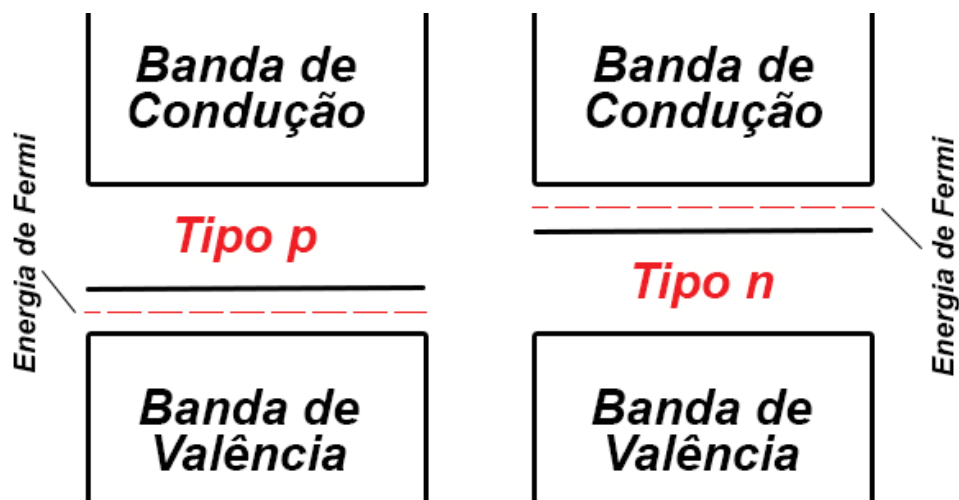 Banda de
Condução
Tipo p
Energia de Fermi
Banda de
Valência
Banda de
Condução
Tipo n
Energia de Fermi
Banda de
Valência